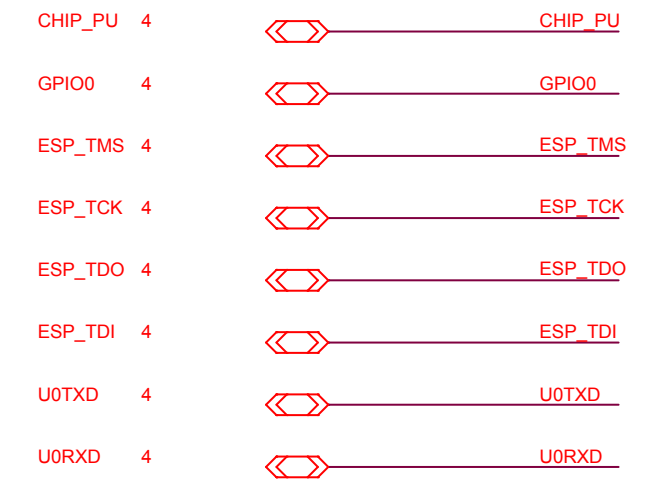 CHIP_PU 4 CHIP_PU
GPIO0 4 GPIO0
ESP_TMS 4 ESP_TMS
ESP_TCK 4 ESP_TCK
ESP_TDO 4 ESP_TDO
ESP_TDI 4 ESP_TDI
U0TXD 4 U0TXD
U0RXD 4 U0RXD